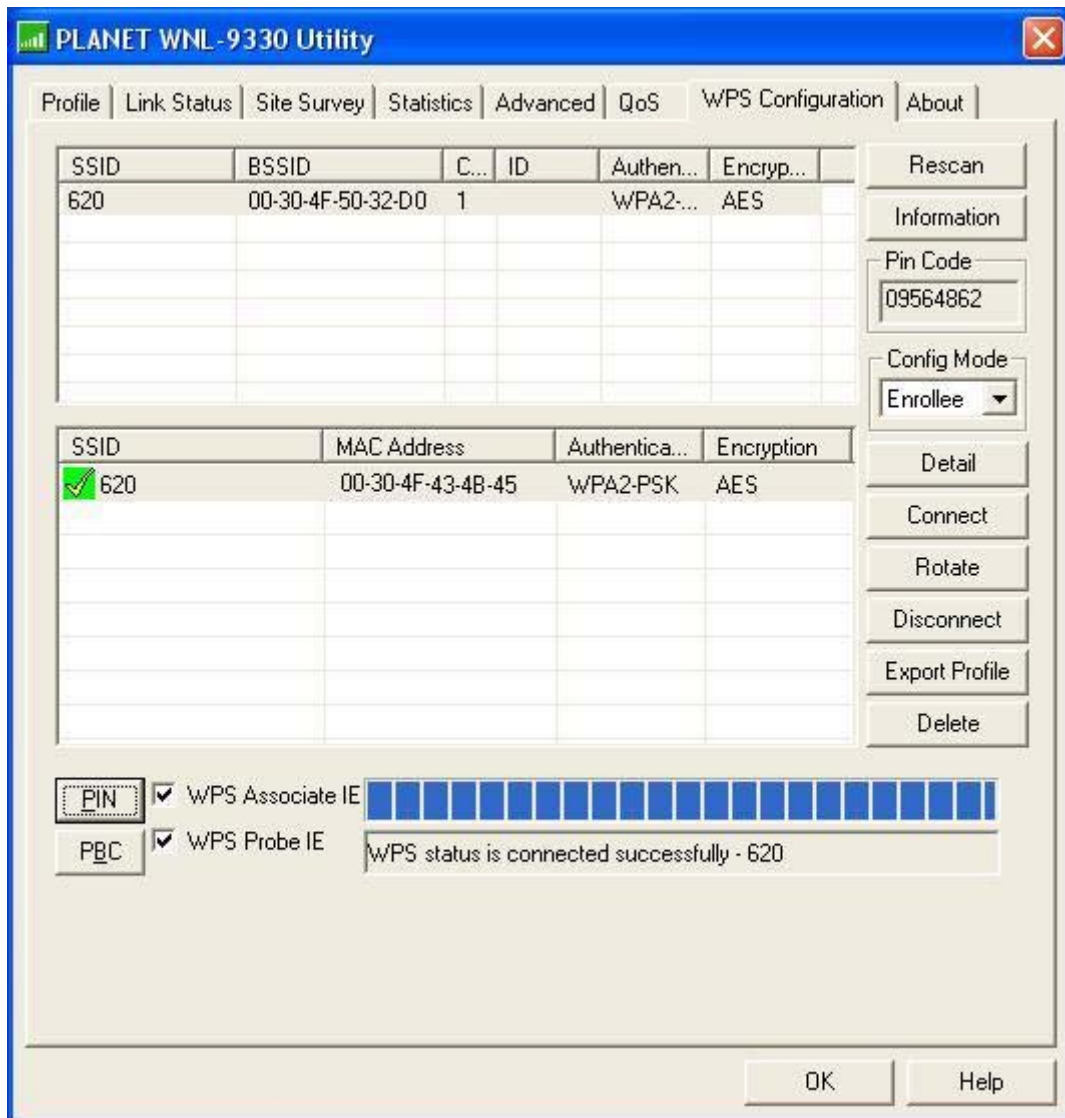 PLANET WNL-9330 Utility
Profile Link Status Site Survey Statistics Advanced QoS WPS Configuration About
SSID BSSID C... ID Authen... Encryp...
620 00-30-4F-50-32-D0 1 WPA2-... AES
Rescan
Information
Pin Code
09564862
Config Mode
Enrollee
SSID MAC Address Authentica... Encryption
620 00-30-4F-43-4B-45 WPA2-PSK AES
Detail
Connect
Rotate
Disconnect
Export Profile
Delete
PIN WPS Associate IE
PBC WPS Probe IE WPS status is connected successfully - 620
OK Help